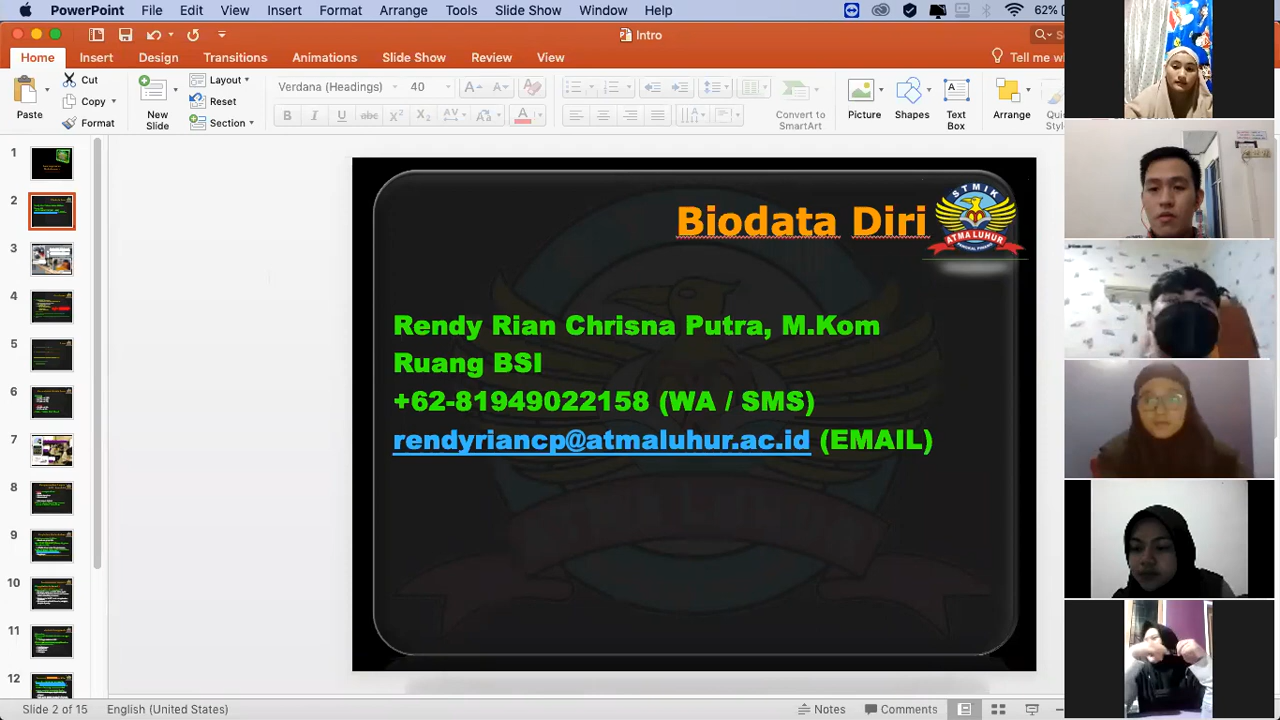 PowerPoint File Edit View Insert Format Arrange Tools Slide Show Window Help 62%
Intro
Home Insert Design Transitions Animations Slide Show Review View Tell me
Paste
Cut
Copy
Format
New Slide
Layout
Reset
Section
Verdana (Headings) 40
Convert to SmartArt
Picture
Shapes
Text Box
Arrange
Biodata Diri
STMIK
ATMA LUHUR
Rendy Rian Chrisna Putra, M.Kom
Ruang BSI
+62-81949022158 (WA / SMS)
rendyriancp@atmaluhur.ac.id (EMAIL)
1
2
3
4
5
6
7
8
9
10
11
12
Slide 2 of 15 English (United States) Notes Comments